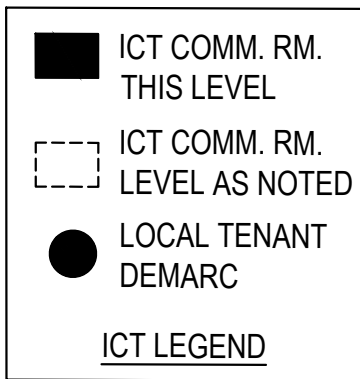 ICT COMM. RM.
THIS LEVEL
ICT COMM. RM.
LEVEL AS NOTED
LOCAL TENANT
DEMARC
ICT LEGEND